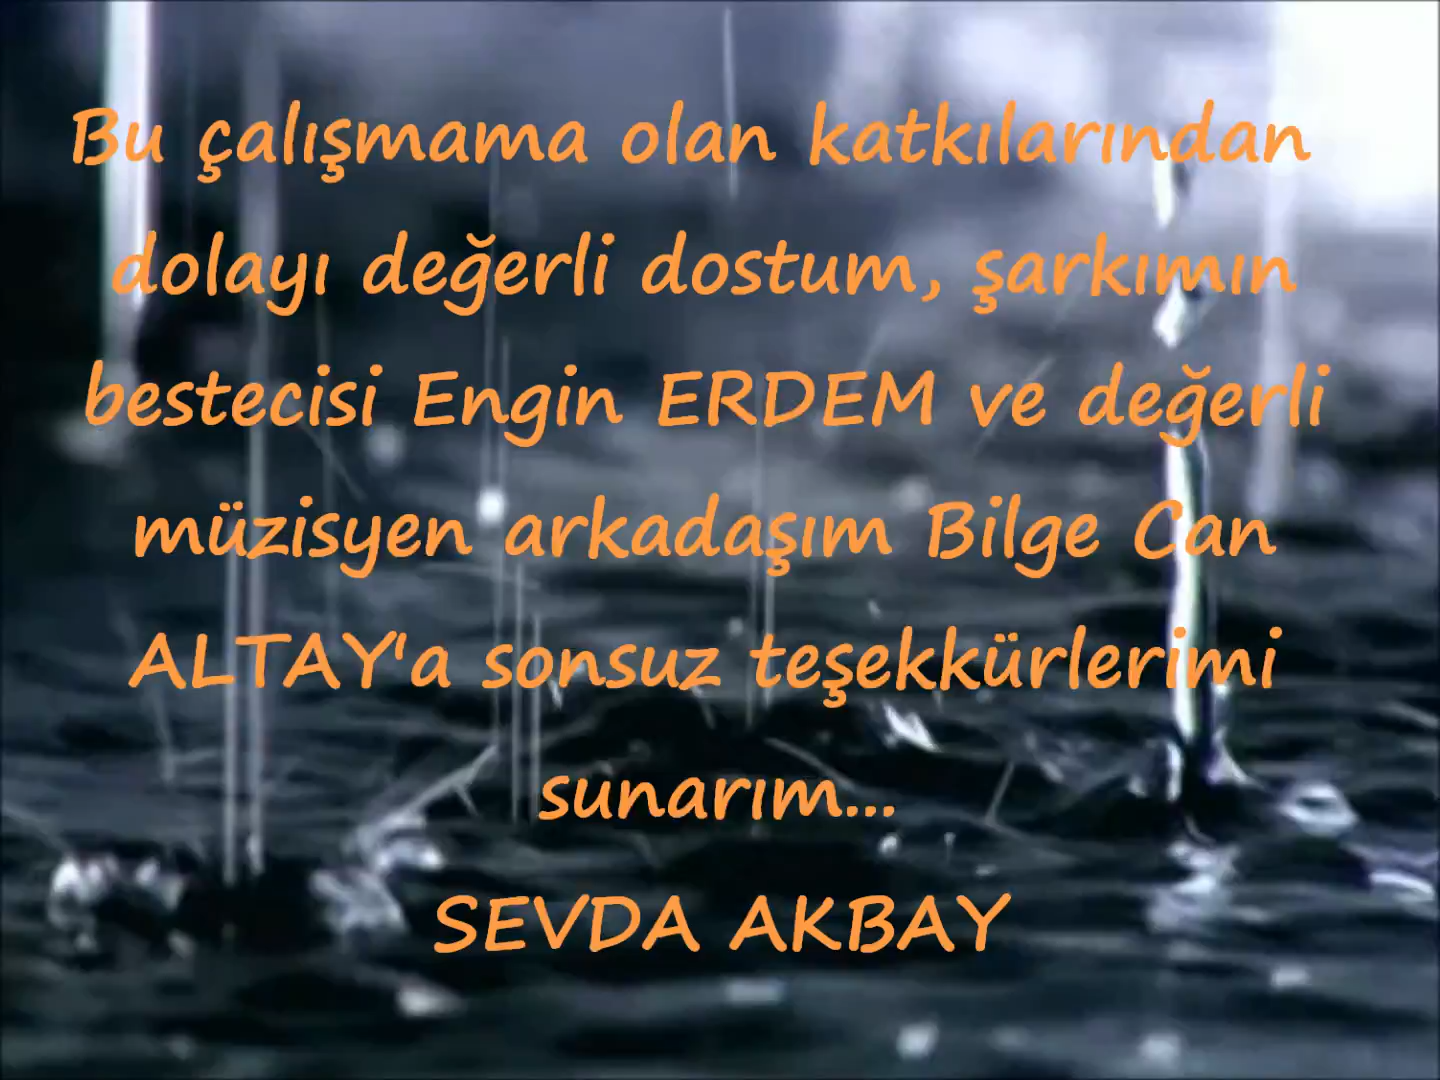 Bu çalışmama olan katkılarından
dolayı değerli dostum, şarkımın
bestecisi Engin ERDEM ve değerli
müzisyen arkadaşım Bilge Can
ALTAY'a sonsuz teşekkürlerimi
sunarım...
SEVDA AKBAY